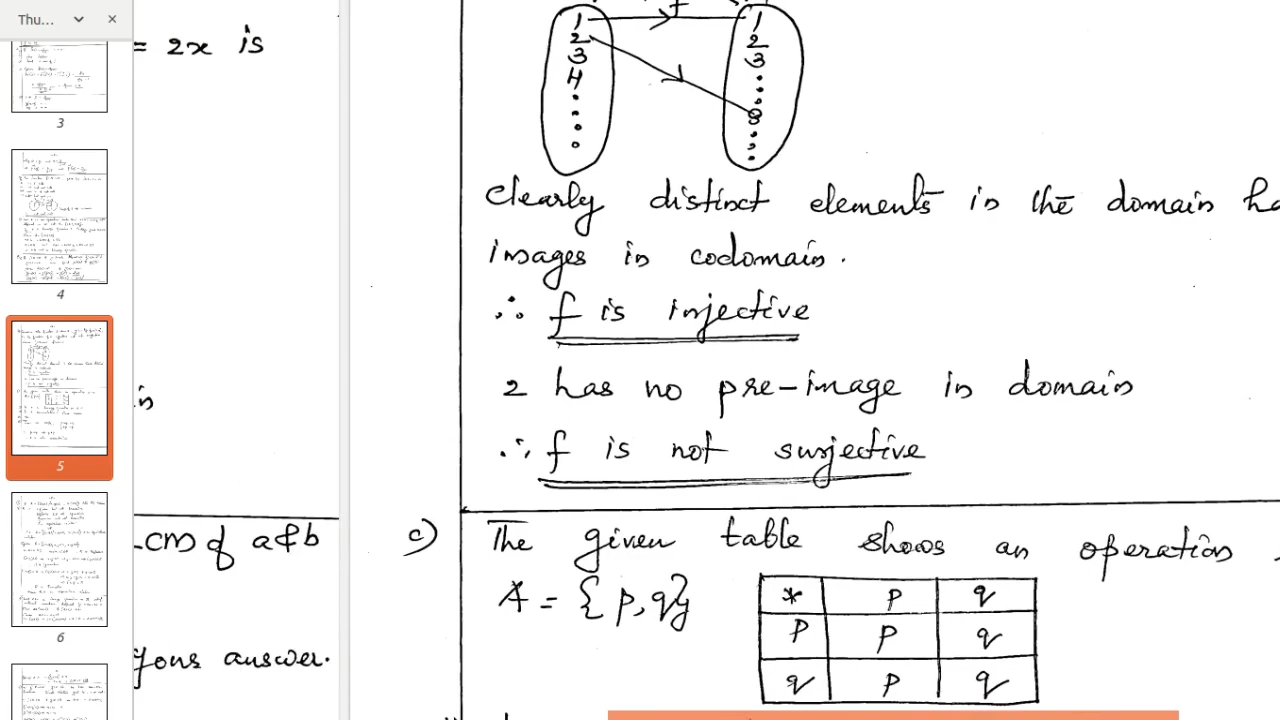 Thu...
3
4
5
6
= 2x is
f
1 1
2 2
3 3
4
8
clearly distinct elements in the domain ha
images in codomain.
∴ f is injective
2 has no pre-image in domain
∴ f is not surjective
LCM of a & b
c) The given table shows an operation
A = {p, q}
* p q
p p q
q p q
answer.